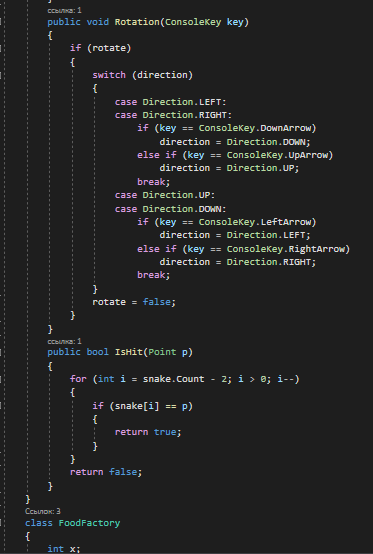 ссылка: 1
public void Rotation(ConsoleKey key)
{
if (rotate)
{
switch (direction)
{
case Direction.LEFT:
case Direction.RIGHT:
if (key == ConsoleKey.DownArrow)
direction = Direction.DOWN;
else if (key == ConsoleKey.UpArrow)
direction = Direction.UP;
break;
case Direction.UP:
case Direction.DOWN:
if (key == ConsoleKey.LeftArrow)
direction = Direction.LEFT;
else if (key == ConsoleKey.RightArrow)
direction = Direction.RIGHT;
break;
}
rotate = false;
}
}
ссылка: 1
public bool IsHit(Point p)
{
for (int i = snake.Count - 2; i > 0; i--)
{
if (snake[i] == p)
{
return true;
}
}
return false;
}
}
Ссылок: 3
class FoodFactory
{
int x;